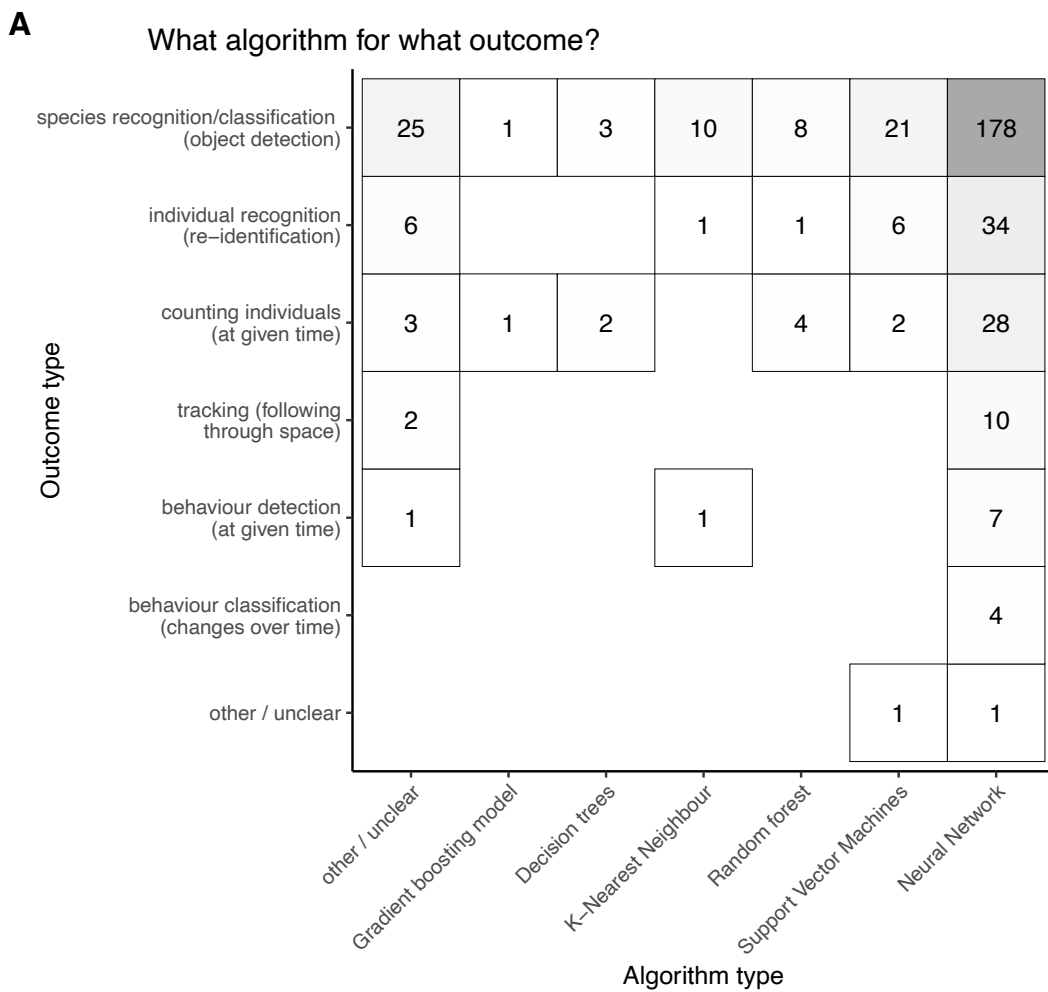 A
What algorithm for what outcome?
species recognition/classification
(object detection)
25 1 3 10 8 21 178
individual recognition
(re−identification)
6 1 1 6 34
counting individuals
(at given time)
3 1 2 4 2 28
tracking (following
through space)
2 10
behaviour detection
(at given time)
1 1 7
behaviour classification
(changes over time)
4
other / unclear
1 1
Outcome type
other / unclear
Gradient boosting model
Decision trees
K−Nearest Neighbour
Random forest
Support Vector Machines
Neural Network
Algorithm type